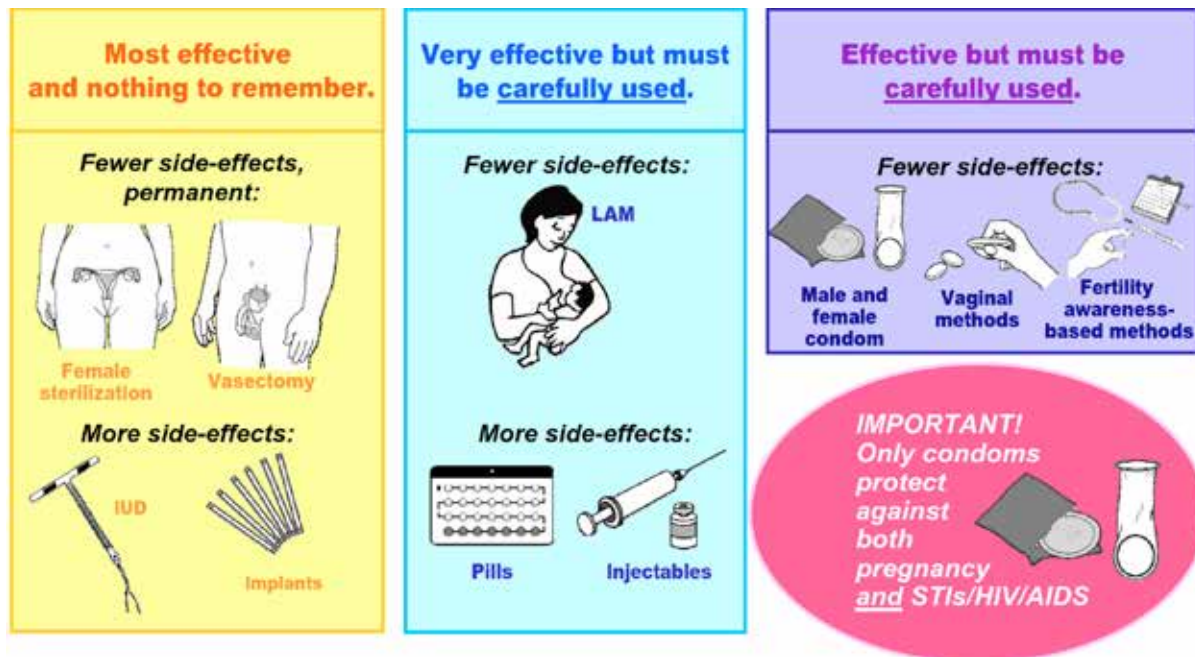 Most effective
and nothing to remember.
Fewer side-effects,
permanent:
Female
sterilization
Vasectomy
More side-effects:
IUD
Implants
Very effective but must
be carefully used.
Fewer side-effects:
LAM
More side-effects:
Pills
Injectables
Effective but must be
carefully used.
Fewer side-effects:
Male and
female
condom
Vaginal
methods
Fertility
awareness-
based methods
IMPORTANT!
Only condoms
protect
against
both
pregnancy
and STIs/HIV/AIDS